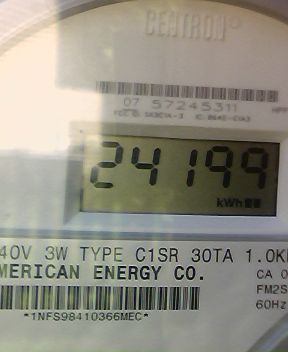 CENTRON®
07 57245311
24199
kWh
40V 3W TYPE C1SR 30TA 1.0K
MERICAN ENERGY CO.
CA 0
FM2S
60Hz
*1NFS98410366MEC*